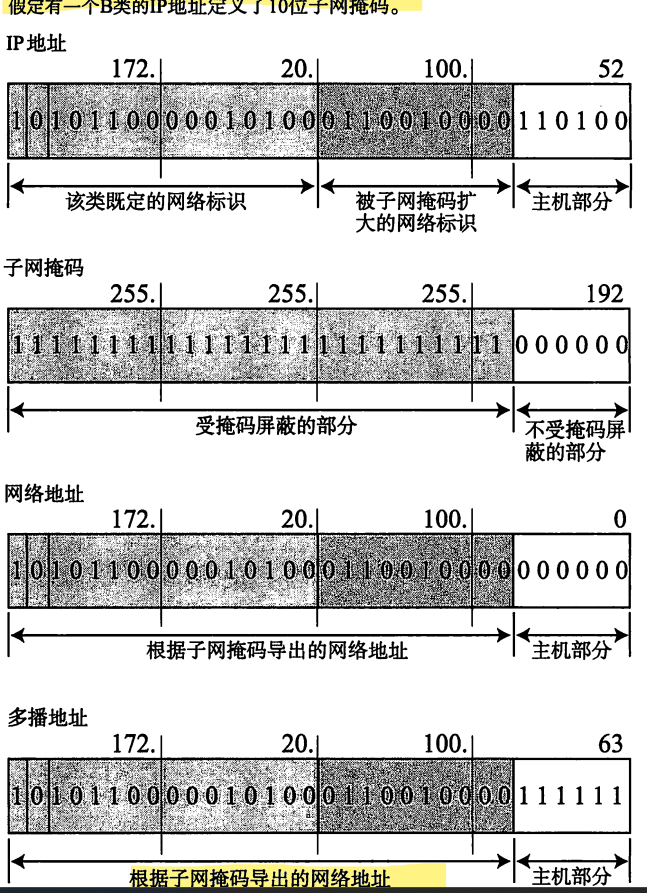 假定有一个B类的IP地址定义了10位子网掩码。
IP地址
172. 20. 100. 52
10101100000101000110010000110100
该类既定的网络标识 被子网掩码扩大的网络标识 主机部分
子网掩码
255. 255. 255. 192
11111111111111111111111111000000
受掩码屏蔽的部分 不受掩码屏蔽的部分
网络地址
172. 20. 100. 0
10101100000101000110010000000000
根据子网掩码导出的网络地址 主机部分
多播地址
172. 20. 100. 63
10101100000101000110010000111111
根据子网掩码导出的网络地址 主机部分